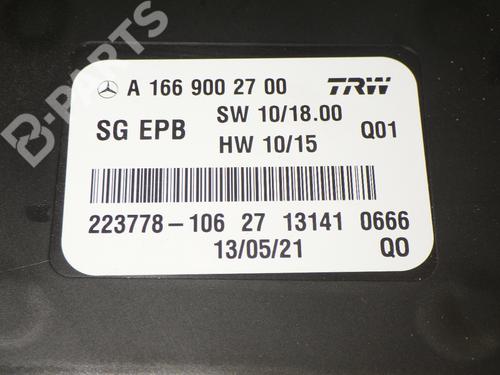 A 166 900 27 00 TRW
SG EPB SW 10/18.00 Q01
HW 10/15
223778-106 27 13141 0666
13/05/21 QO
B-PARTS